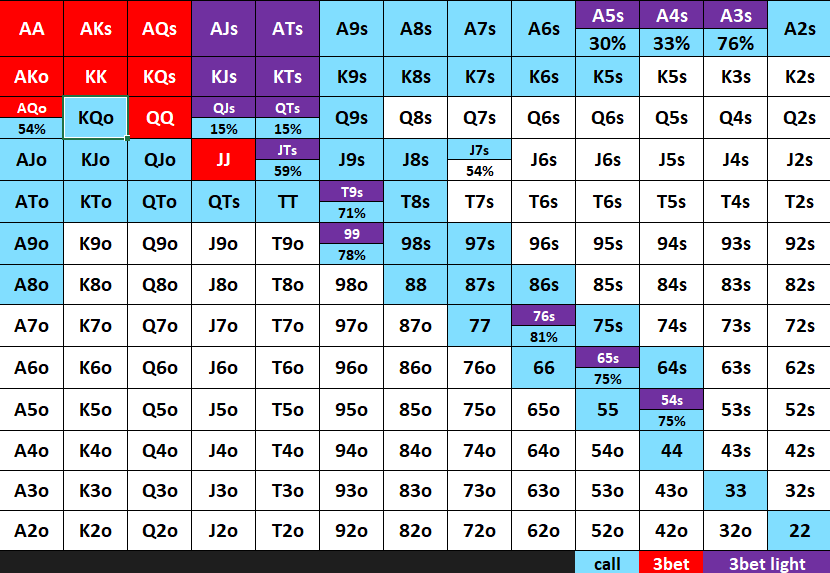 AA AKs AQs AJs ATs A9s A8s A7s A6s A5s A4s A3s A2s
30% 33% 76%
AKo KK KQs KJs KTs K9s K8s K7s K6s K5s K5s K3s K2s
AQo KQo QQ QJs QTs Q9s Q8s Q7s Q6s Q6s Q5s Q4s Q2s
54% 15% 15%
AJo KJo QJo JJ JTs J9s J8s J7s J6s J6s J5s J4s J2s
59% 54%
ATo KTo QTo QTs TT T9s T8s T7s T6s T6s T5s T4s T2s
71%
A9o K9o Q9o J9o T9o 99 98s 97s 96s 95s 94s 93s 92s
78%
A8o K8o Q8o J8o T8o 98o 88 87s 86s 85s 84s 83s 82s
A7o K7o Q7o J7o T7o 97o 87o 77 76s 75s 74s 73s 72s
81%
A6o K6o Q6o J6o T6o 96o 86o 76o 66 65s 64s 63s 62s
75%
A5o K5o Q5o J5o T5o 95o 85o 75o 65o 55 54s 53s 52s
75%
A4o K4o Q4o J4o T4o 94o 84o 74o 64o 54o 44 43s 42s
A3o K3o Q3o J3o T3o 93o 83o 73o 63o 53o 43o 33 32s
A2o K2o Q2o J2o T2o 92o 82o 72o 62o 52o 42o 32o 22
call 3bet 3bet light